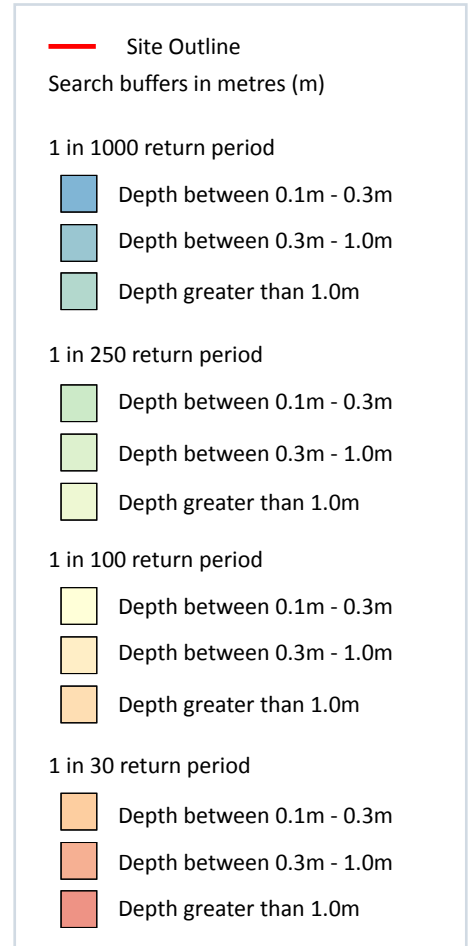 Site Outline
Search buffers in metres (m)
1 in 1000 return period
Depth between 0.1m - 0.3m
Depth between 0.3m - 1.0m
Depth greater than 1.0m
1 in 250 return period
Depth between 0.1m - 0.3m
Depth between 0.3m - 1.0m
Depth greater than 1.0m
1 in 100 return period
Depth between 0.1m - 0.3m
Depth between 0.3m - 1.0m
Depth greater than 1.0m
1 in 30 return period
Depth between 0.1m - 0.3m
Depth between 0.3m - 1.0m
Depth greater than 1.0m